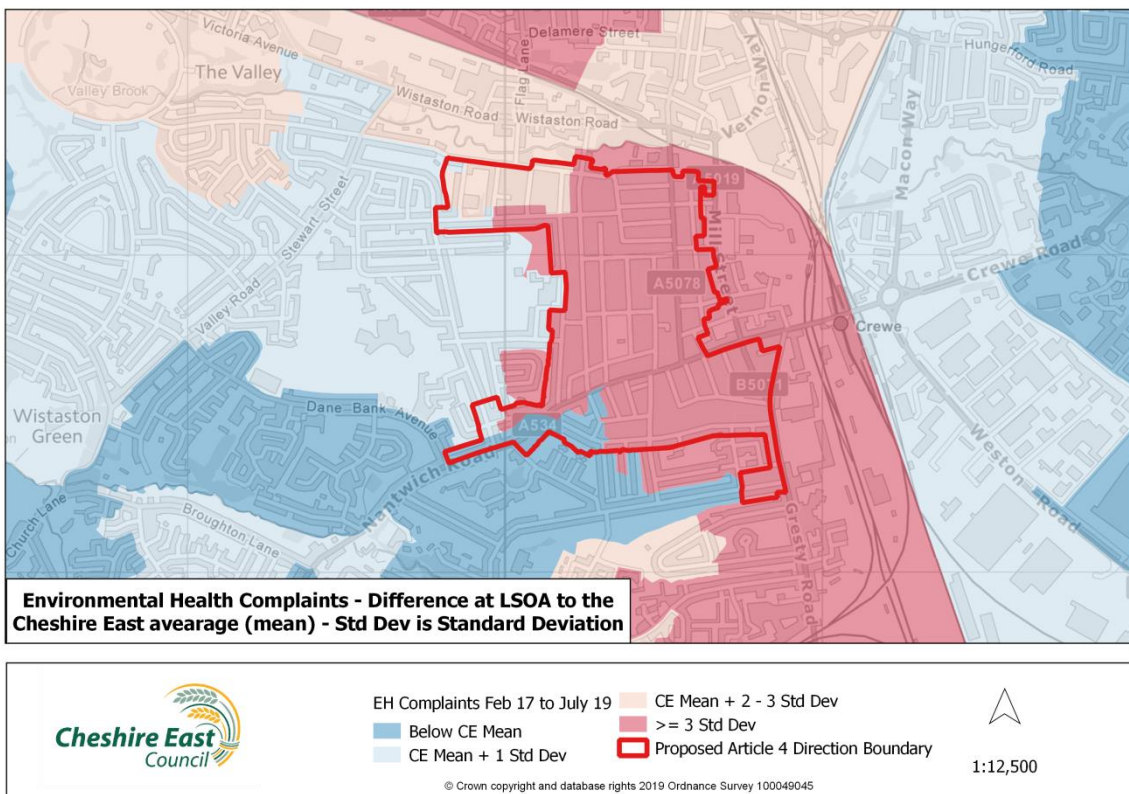 Delamere Street
Victoria Avenue
Flag Lane
Vernon Way
Hungerford Road
The Valley
Valley Brook
Wistaston Road
Wistaston Road
Macon Way
Stewart Street
Mill Street
A5078
Crewe Road
Valley Road
Crewe
B5071
Dane Bank Avenue
Wistaston
Green
A534
Nantwich Road
Weston Road
Church Lane
Broughton Lane
Gresty Road
Environmental Health Complaints - Difference at LSOA to the
Cheshire East avearage (mean) - Std Dev is Standard Deviation
Cheshire East
Council
EH Complaints Feb 17 to July 19
Below CE Mean
CE Mean + 1 Std Dev
CE Mean + 2 - 3 Std Dev
>= 3 Std Dev
Proposed Article 4 Direction Boundary
1:12,500
© Crown copyright and database rights 2019 Ordnance Survey 100049045